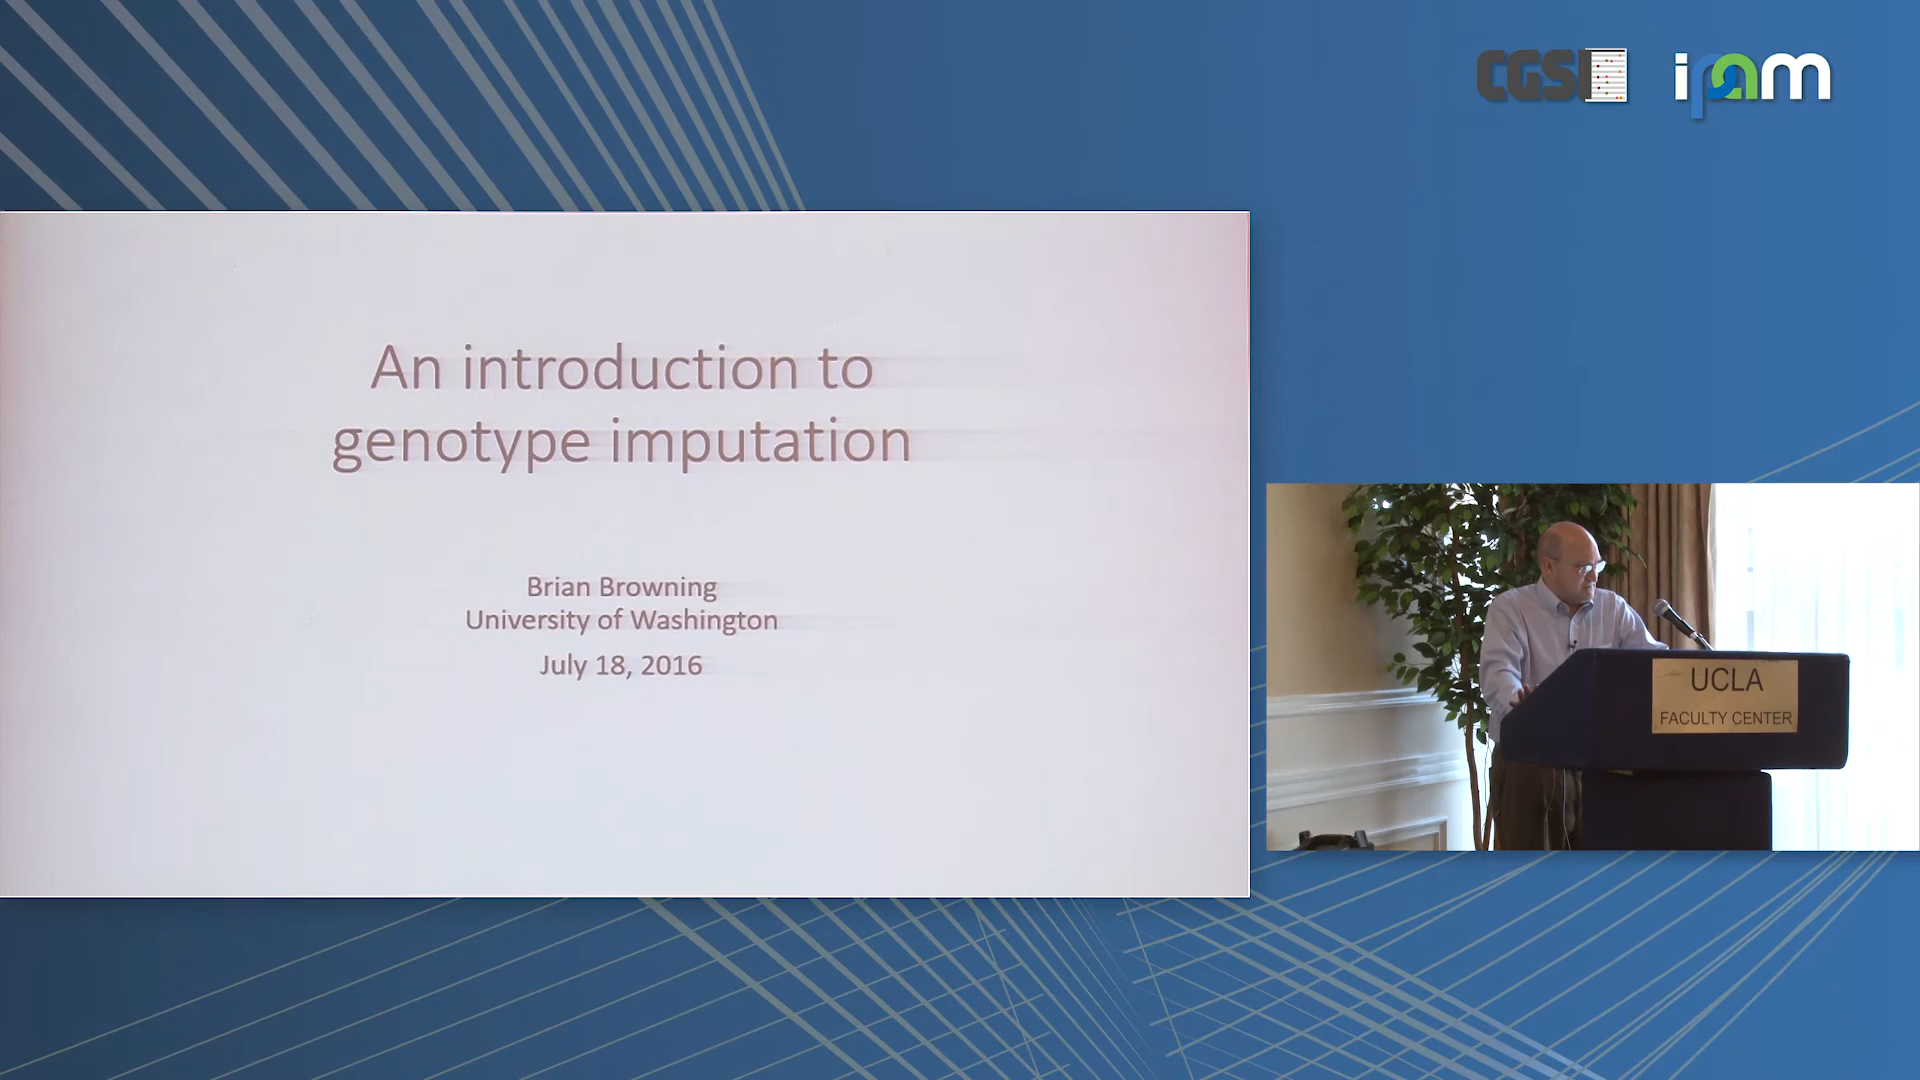 CGSI
ipam
An introduction to
genotype imputation
Brian Browning
University of Washington
July 18, 2016
UCLA
FACULTY CENTER